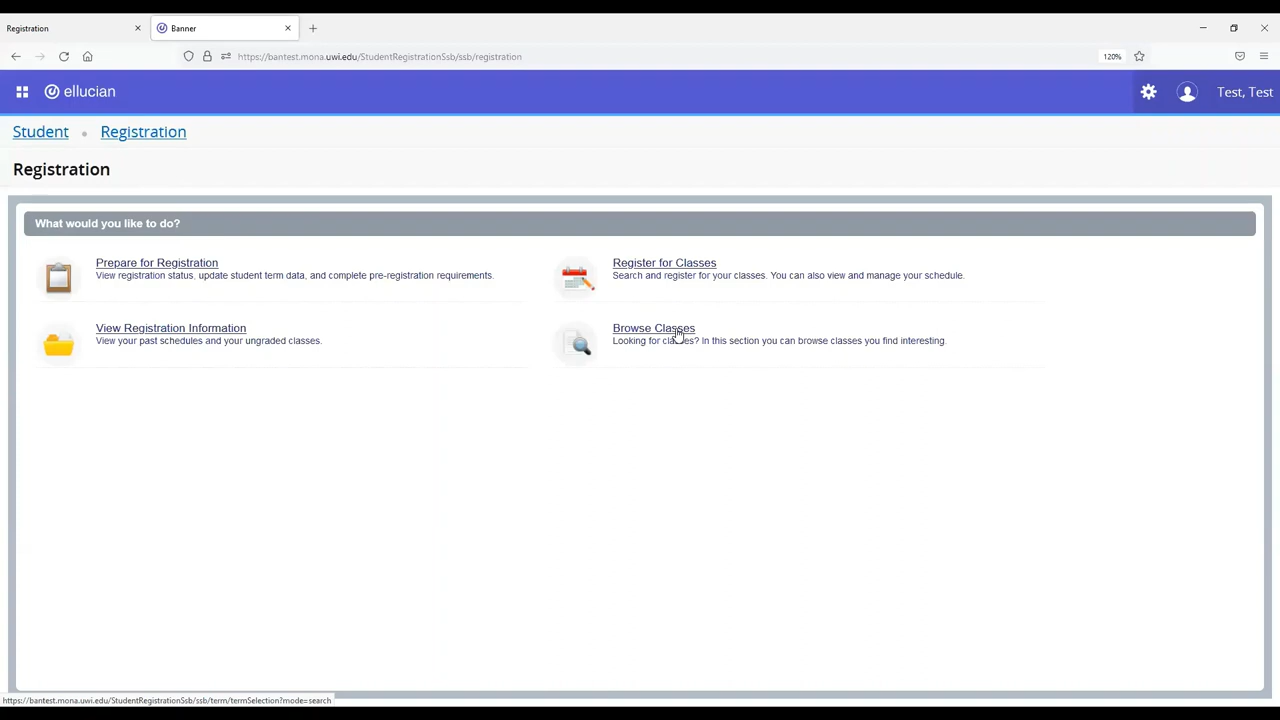 Registration
Banner
https://bantest.mona.uwi.edu/StudentRegistrationSsb/ssb/registration
120%
ellucian
Test, Test
Student
Registration
Registration
What would you like to do?
Prepare for Registration
View registration status, update student term data, and complete pre-registration requirements.
Register for Classes
Search and register for your classes. You can also view and manage your schedule.
View Registration Information
View your past schedules and your ungraded classes.
Browse Classes
Looking for classes? In this section you can browse classes you find interesting.
https://bantest.mona.uwi.edu/StudentRegistrationSsb/ssb/term/termSelection?mode=search